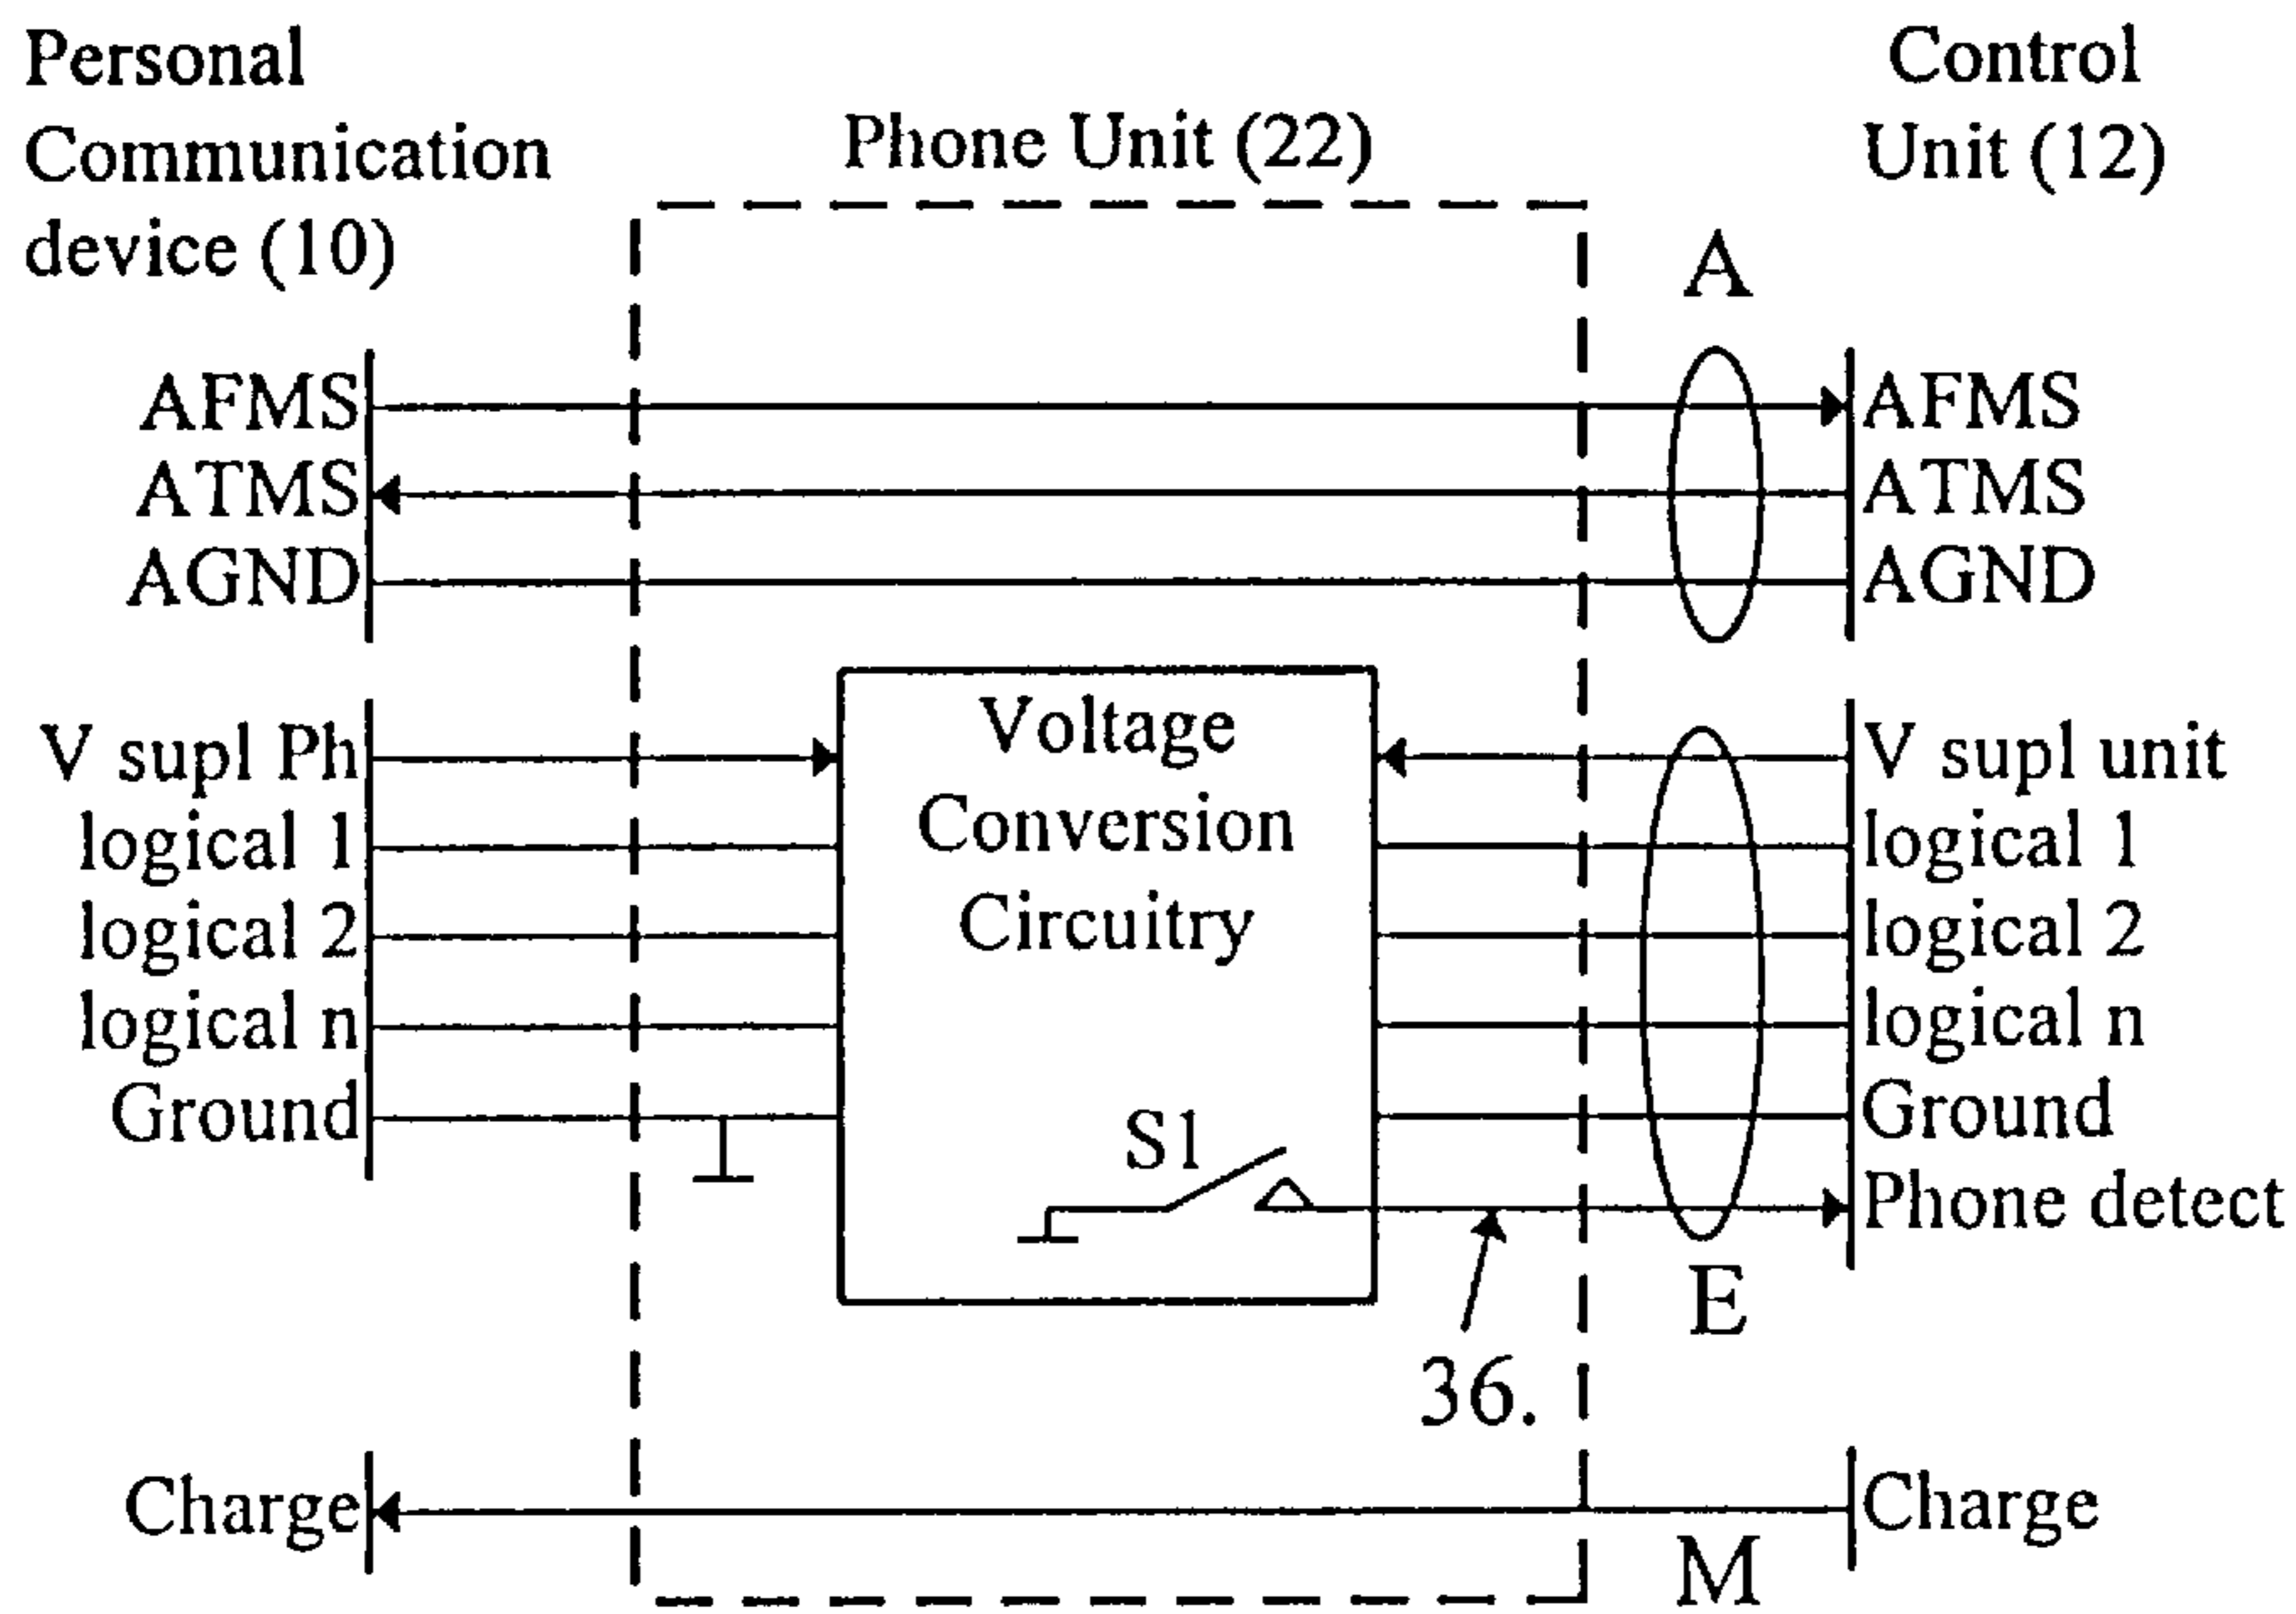 Personal
Communication
device (10)
Phone Unit (22)
Control
Unit (12)
A
AFMS
AFMS
ATMS
ATMS
AGND
AGND
V supl Ph
logical 1
logical 2
logical n
Ground
Voltage
Conversion
Circuitry
S1
V supl unit
logical 1
logical 2
logical n
Ground
Phone detect
E
36.
Charge
Charge
M